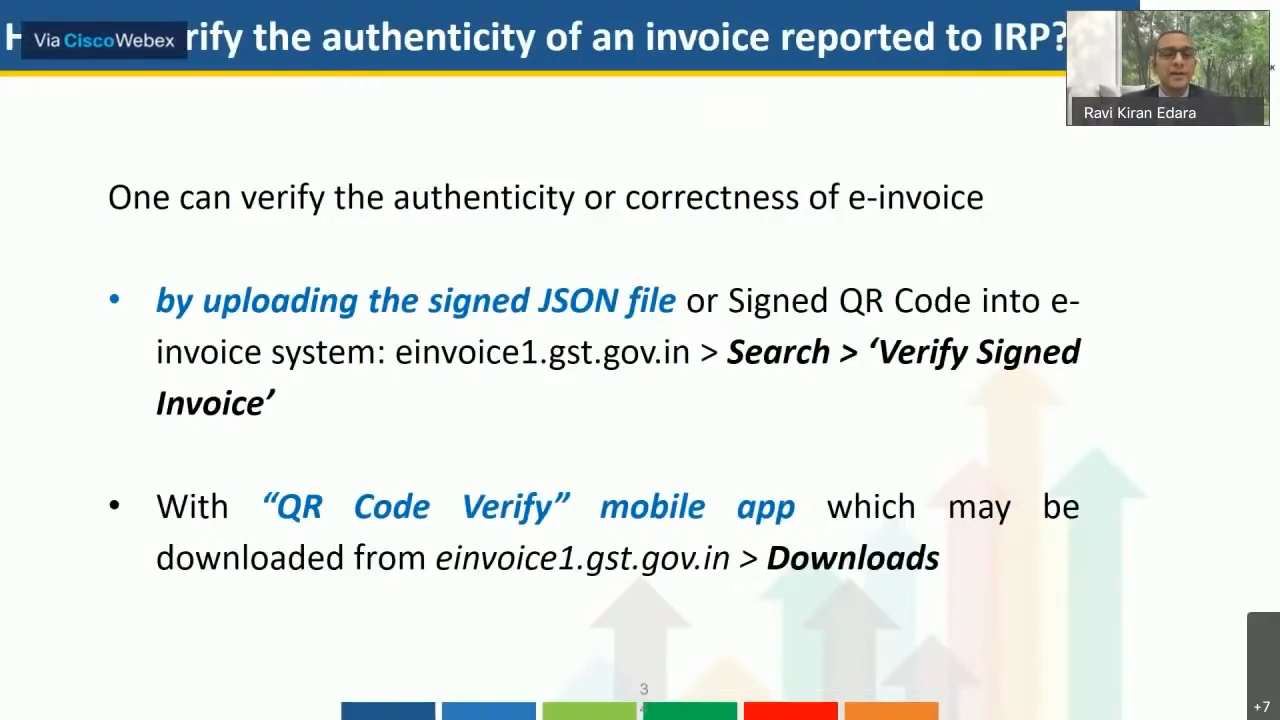 H
Via Cisco Webex
rify the authenticity of an invoice reported to IRP?
Ravi Kiran Edara
One can verify the authenticity or correctness of e-invoice
• by uploading the signed JSON file or Signed QR Code into e-
invoice system: einvoice1.gst.gov.in > Search > ‘Verify Signed
Invoice’
• With “QR Code Verify” mobile app which may be
downloaded from einvoice1.gst.gov.in > Downloads
3
+7